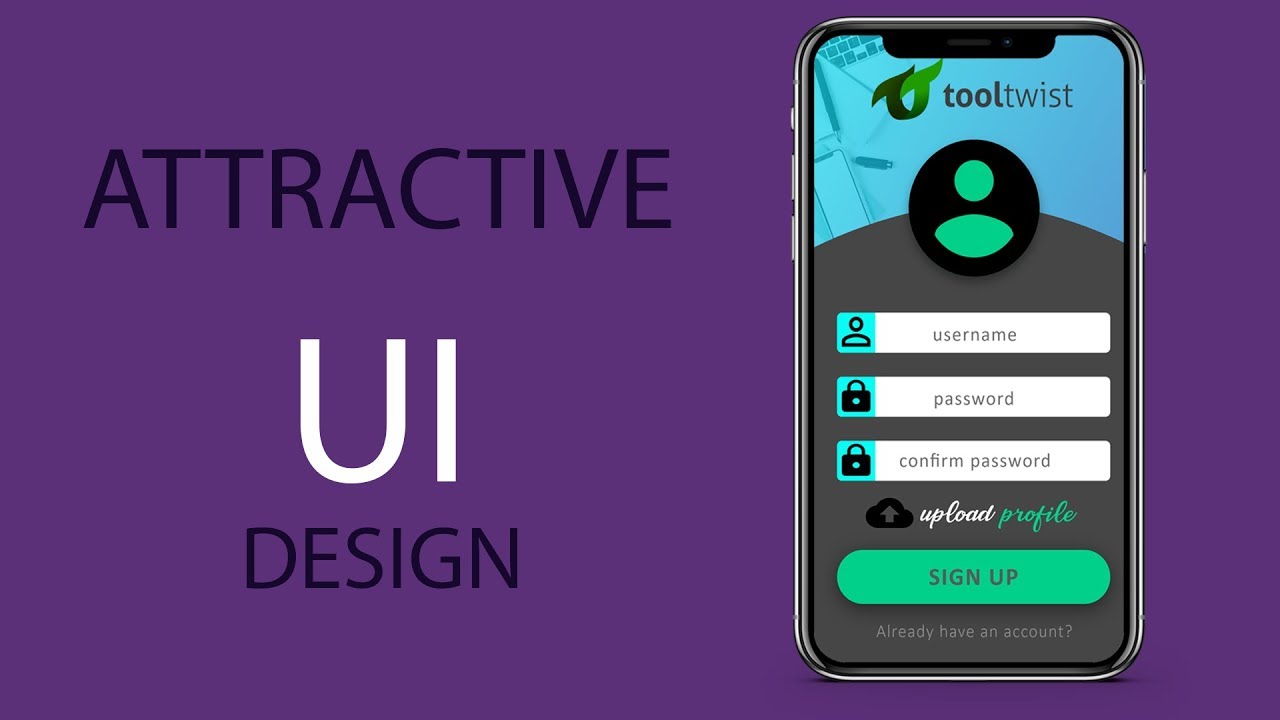 ATTRACTIVE
UI
DESIGN
tooltwist
username
password
confirm password
upload profile
SIGN UP
Already have an account?